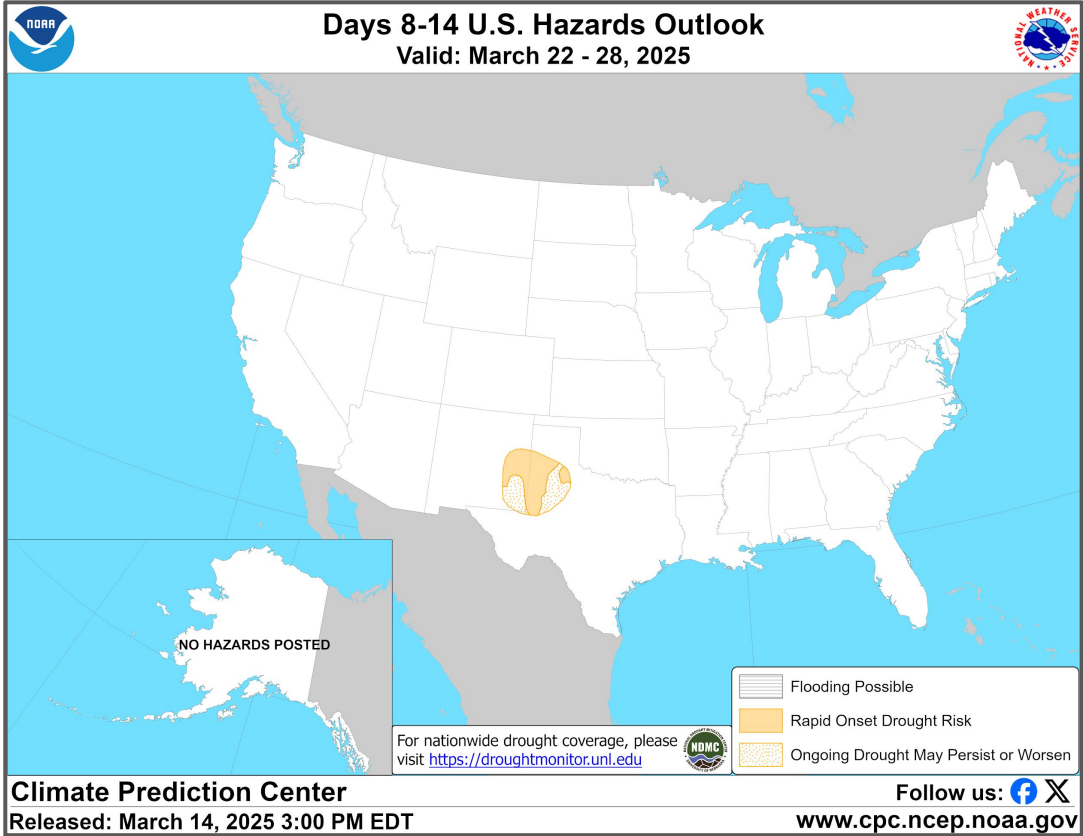 NOAA
Days 8-14 U.S. Hazards Outlook
Valid: March 22 - 28, 2025
NATIONAL WEATHER SERVICE
NO HAZARDS POSTED
Flooding Possible
Rapid Onset Drought Risk
Ongoing Drought May Persist or Worsen
For nationwide drought coverage, please
visit https://droughtmonitor.unl.edu
NDMC
Climate Prediction Center
Released: March 14, 2025 3:00 PM EDT
Follow us:
www.cpc.ncep.noaa.gov